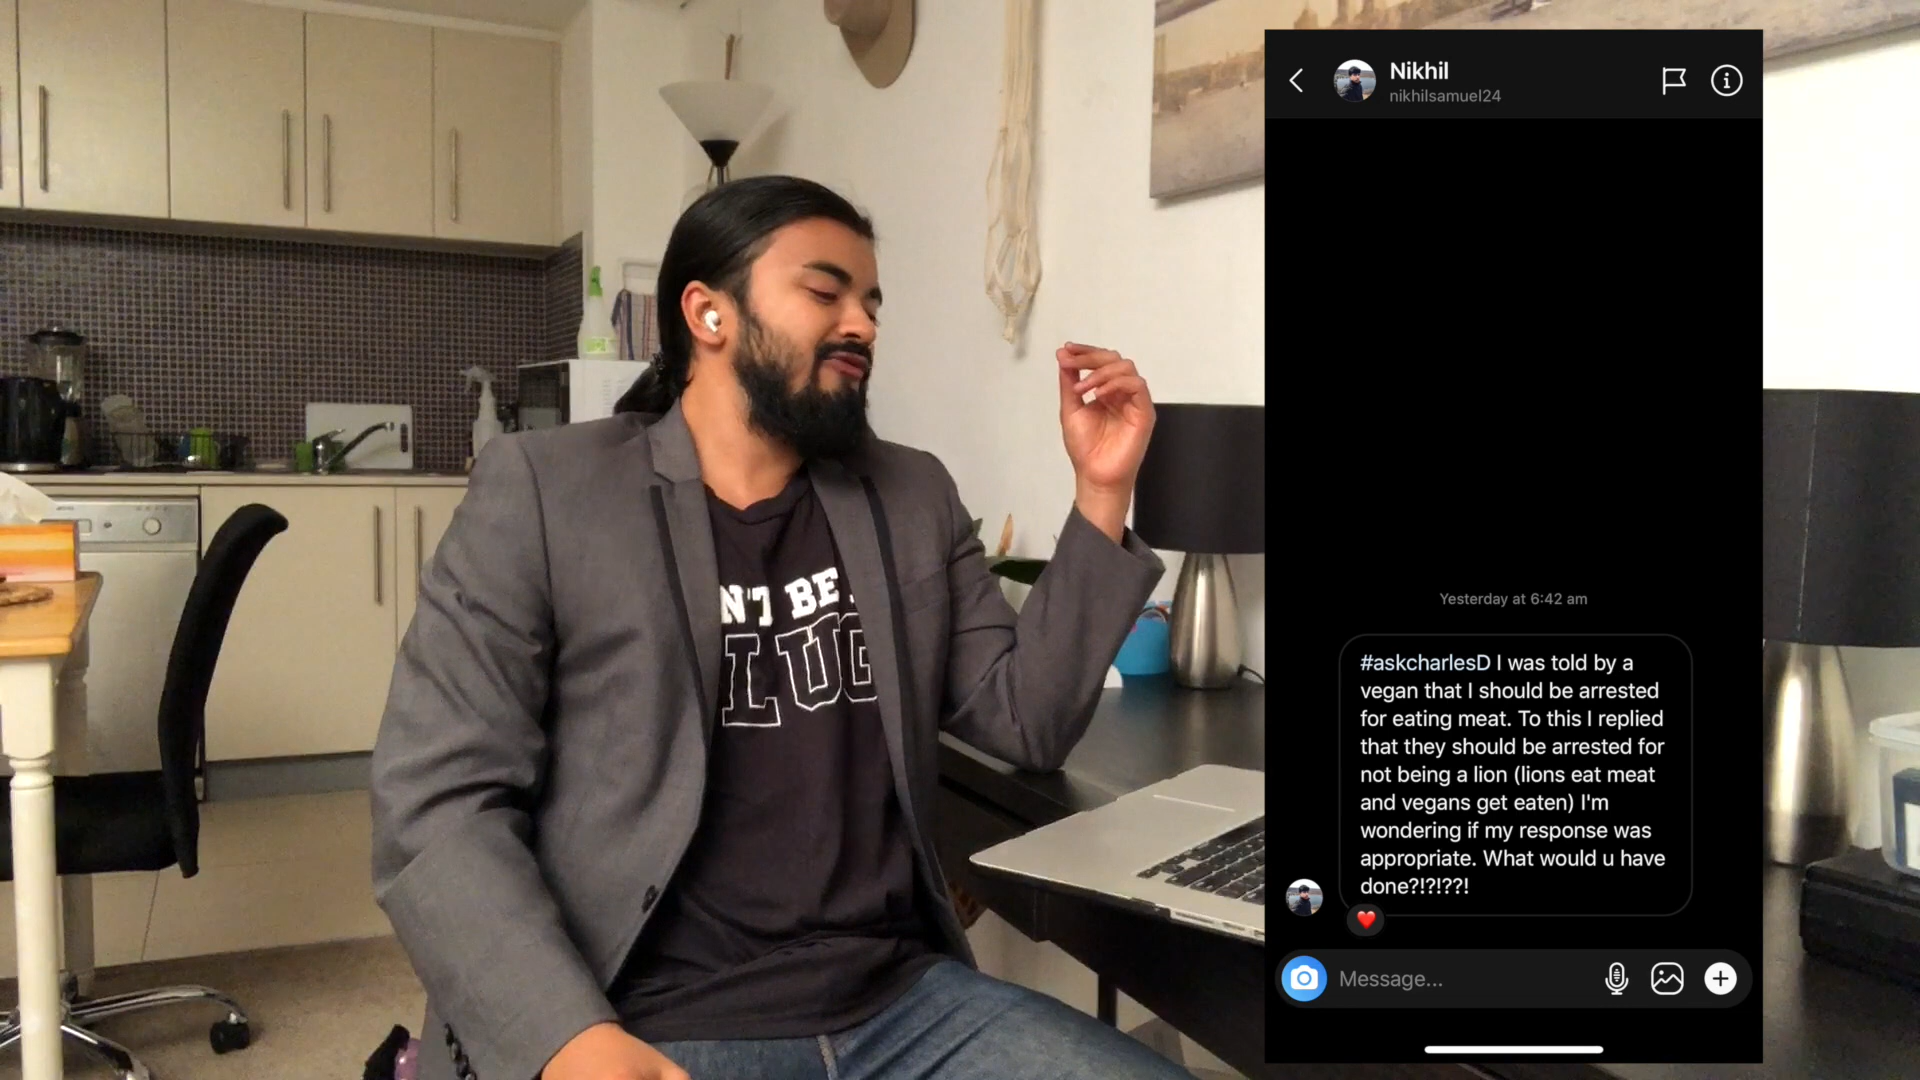 Nikhil
nikhilsamuel24
Yesterday at 6:42 am
#askcharlesD I was told by a
vegan that I should be arrested
for eating meat. To this I replied
that they should be arrested for
not being a lion (lions eat meat
and vegans get eaten) I'm
wondering if my response was
appropriate. What would u have
done?!?!??!
Message...
N'T BE
LUG